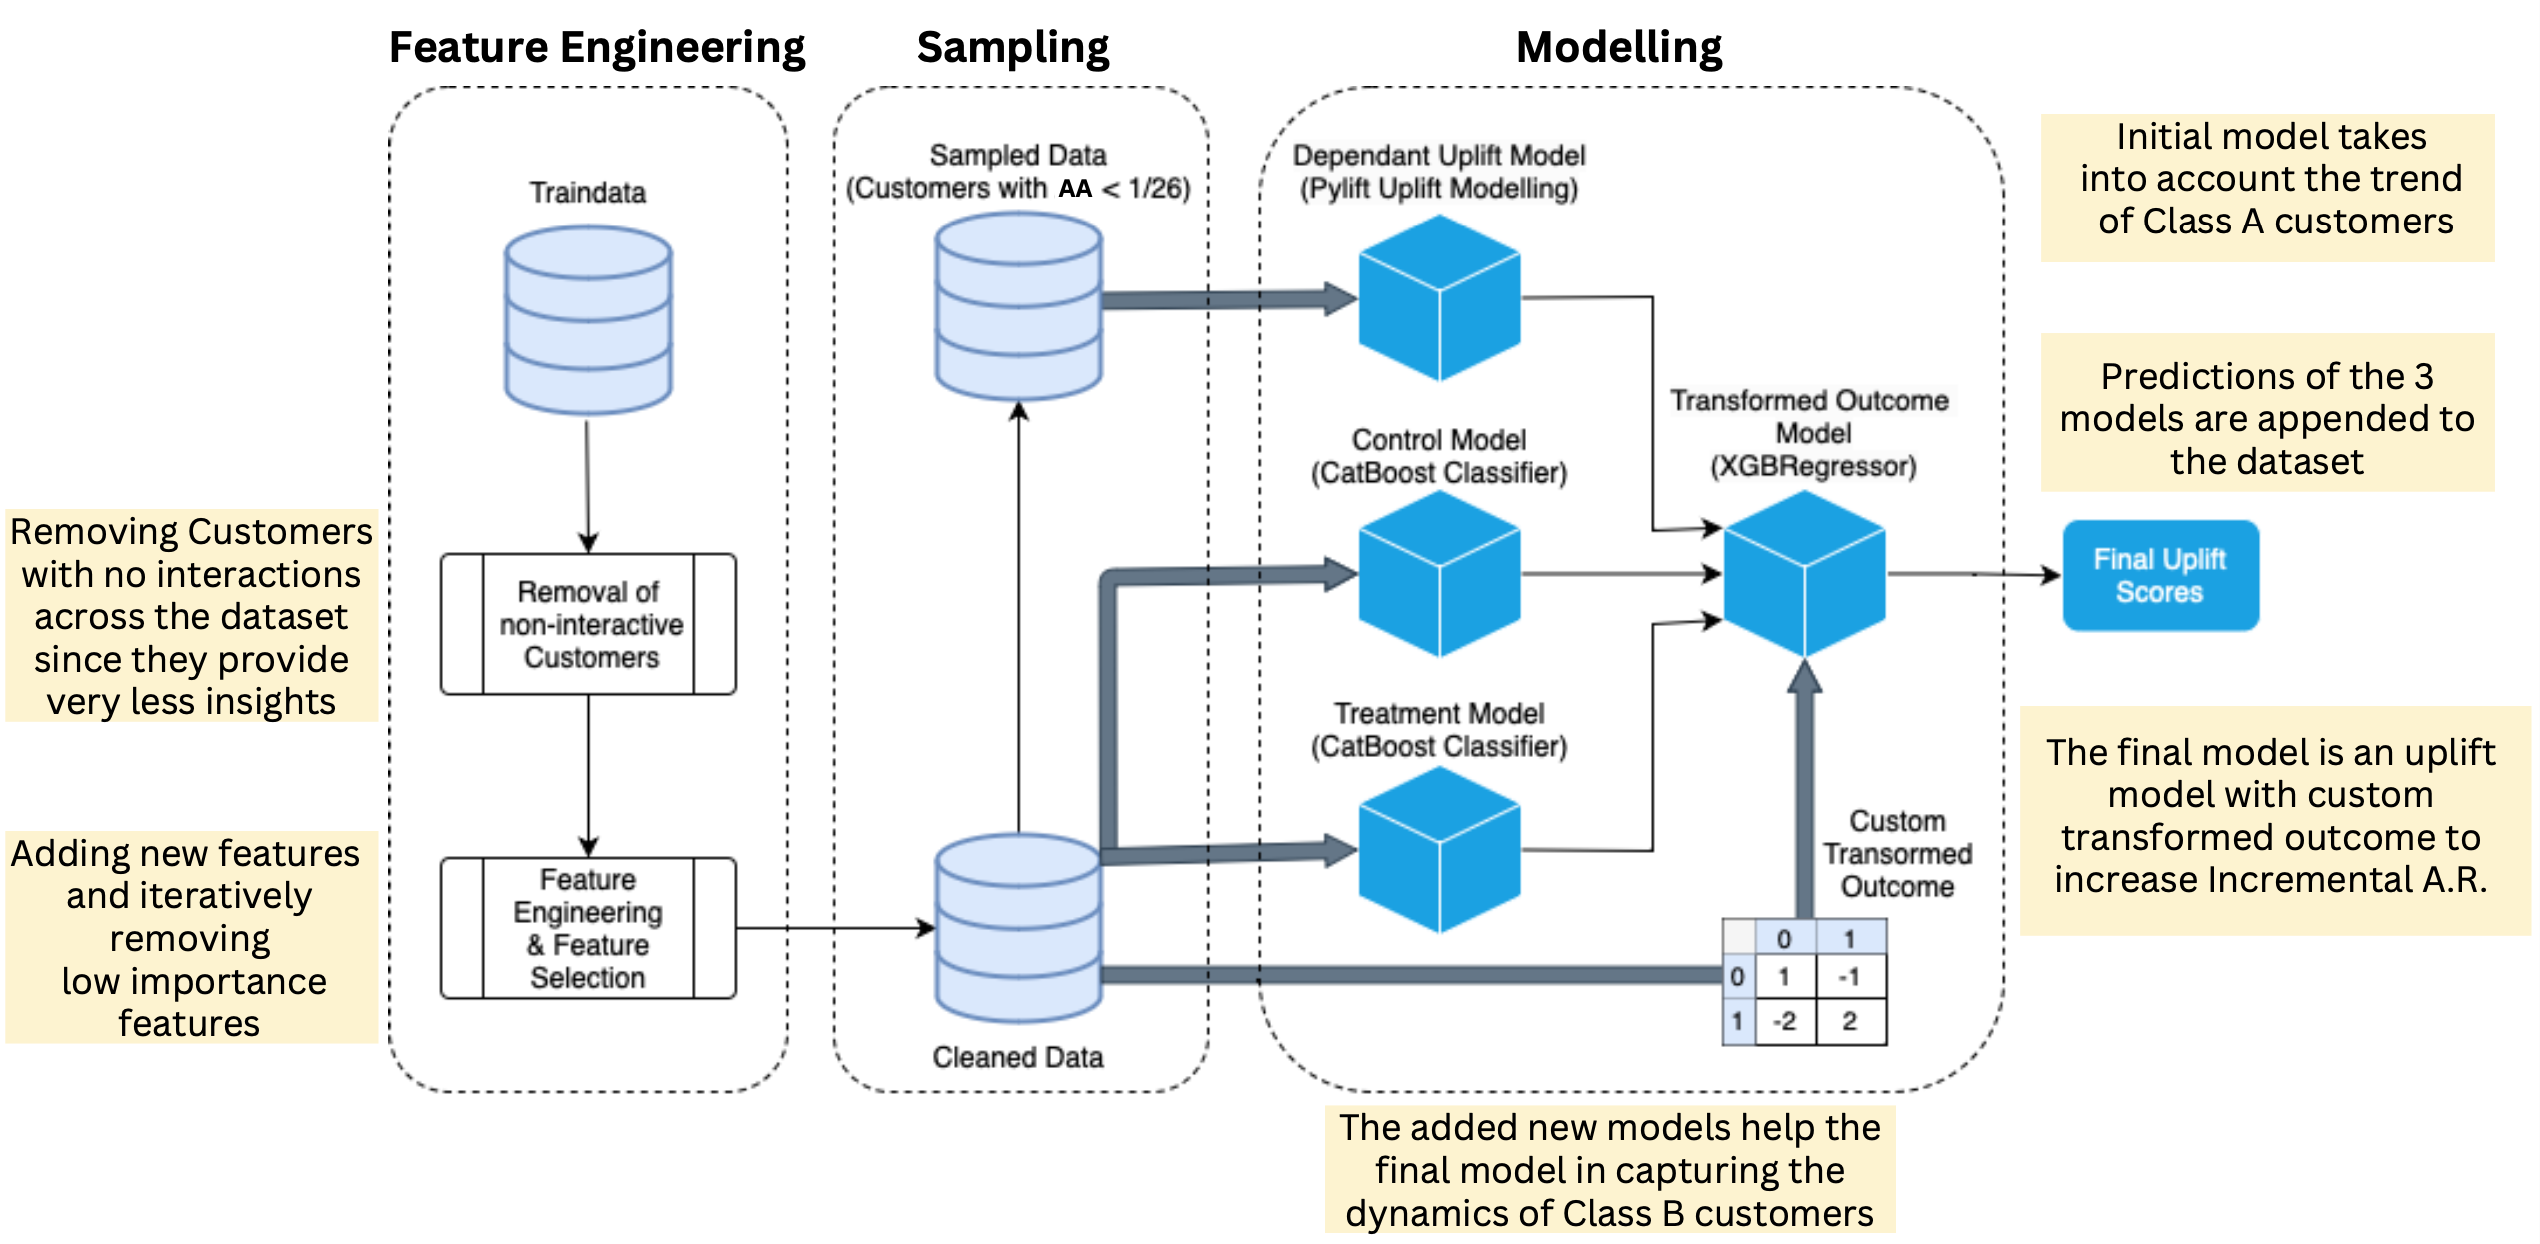 Feature Engineering
Sampling
Modelling
Traindata
Removal of
non-interactive
Customers
Feature
Engineering
& Feature
Selection
Removing Customers
with no interactions
across the dataset
since they provide
very less insights
Adding new features
and iteratively
removing
low importance
features
Sampled Data
(Customers with AA < 1/26)
Cleaned Data
Dependant Uplift Model
(Pylift Uplift Modelling)
Control Model
(CatBoost Classifier)
Treatment Model
(CatBoost Classifier)
Transformed Outcome
Model
(XGBRegressor)
Custom
Transormed
Outcome
0 1
0 1 -1
1 -2 2
Final Uplift
Scores
Initial model takes
into account the trend
of Class A customers
Predictions of the 3
models are appended to
the dataset
The final model is an uplift
model with custom
transformed outcome to
increase Incremental A.R.
The added new models help the
final model in capturing the
dynamics of Class B customers